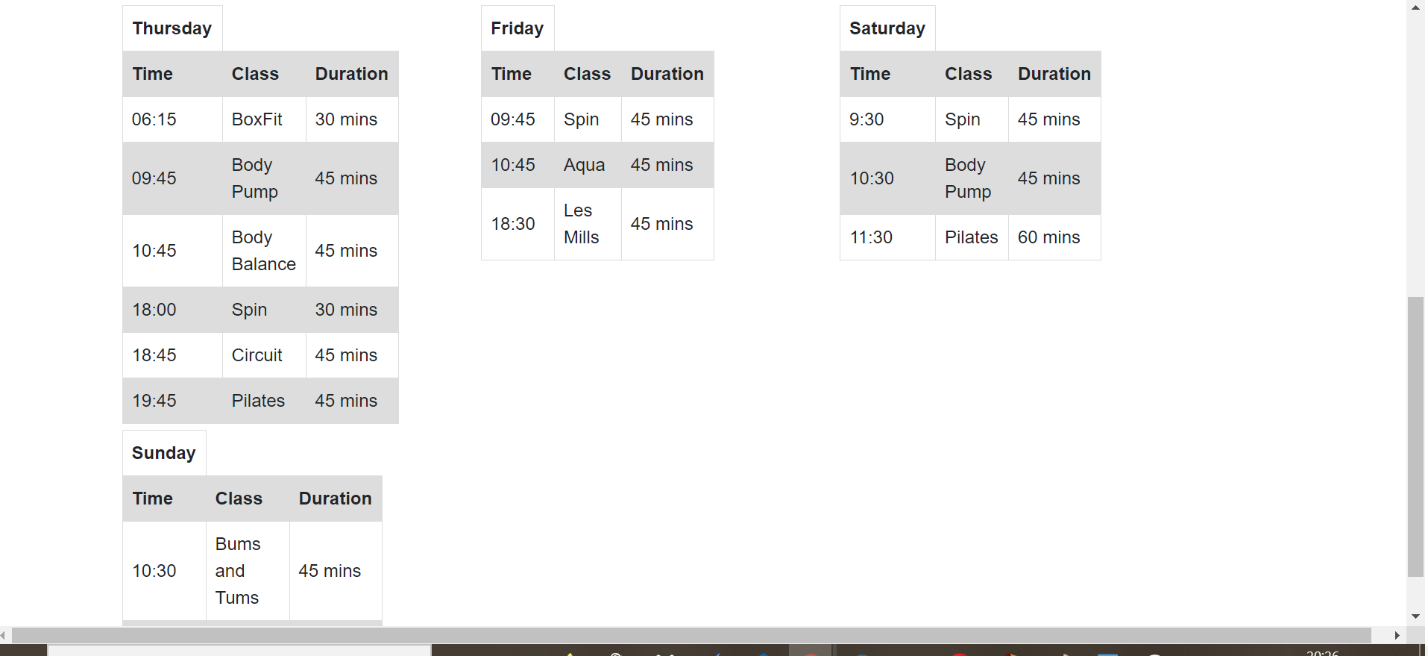 Thursday
Time Class Duration
06:15 BoxFit 30 mins
09:45 Body Pump 45 mins
10:45 Body Balance 45 mins
18:00 Spin 30 mins
18:45 Circuit 45 mins
19:45 Pilates 45 mins
Friday
Time Class Duration
09:45 Spin 45 mins
10:45 Aqua 45 mins
18:30 Les Mills 45 mins
Saturday
Time Class Duration
9:30 Spin 45 mins
10:30 Body Pump 45 mins
11:30 Pilates 60 mins
Sunday
Time Class Duration
10:30 Bums and Tums 45 mins